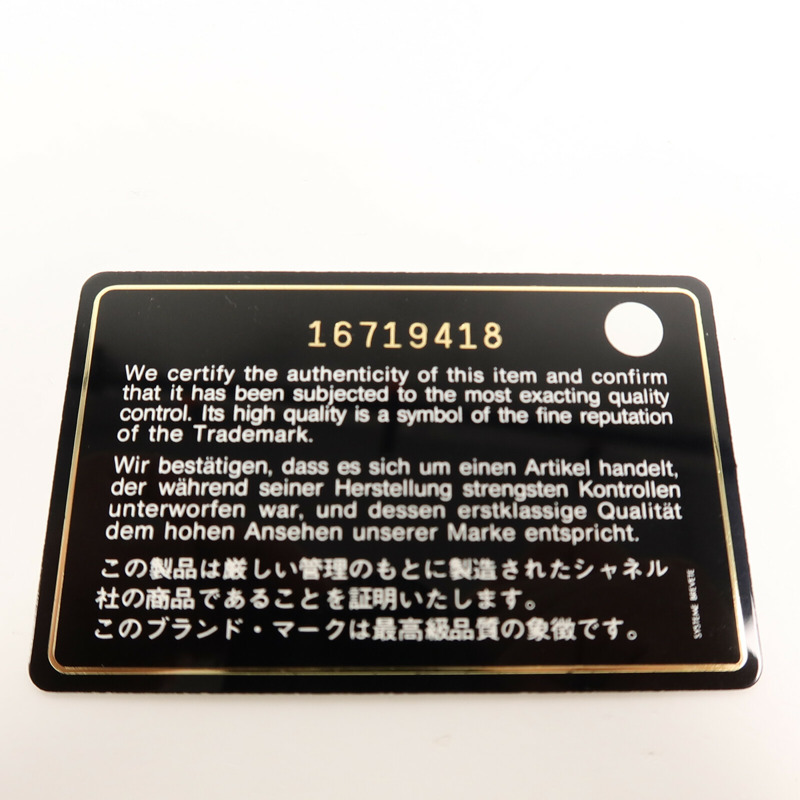 16719418
We certify the authenticity of this item and confirm
that it has been subjected to the most exacting quality
control. Its high quality is a symbol of the fine reputation
of the Trademark.
Wir bestätigen, dass es sich um einen Artikel handelt,
der während seiner Herstellung strengsten Kontrollen
unterworfen war, und dessen erstklassige Qualität
dem hohen Ansehen unserer Marke entspricht.
この製品は厳しい管理のもとに製造されたシャネル
社の商品であることを証明いたします。
このブランド・マークは最高級品質の象徴です。
SYSTEME BREVETE